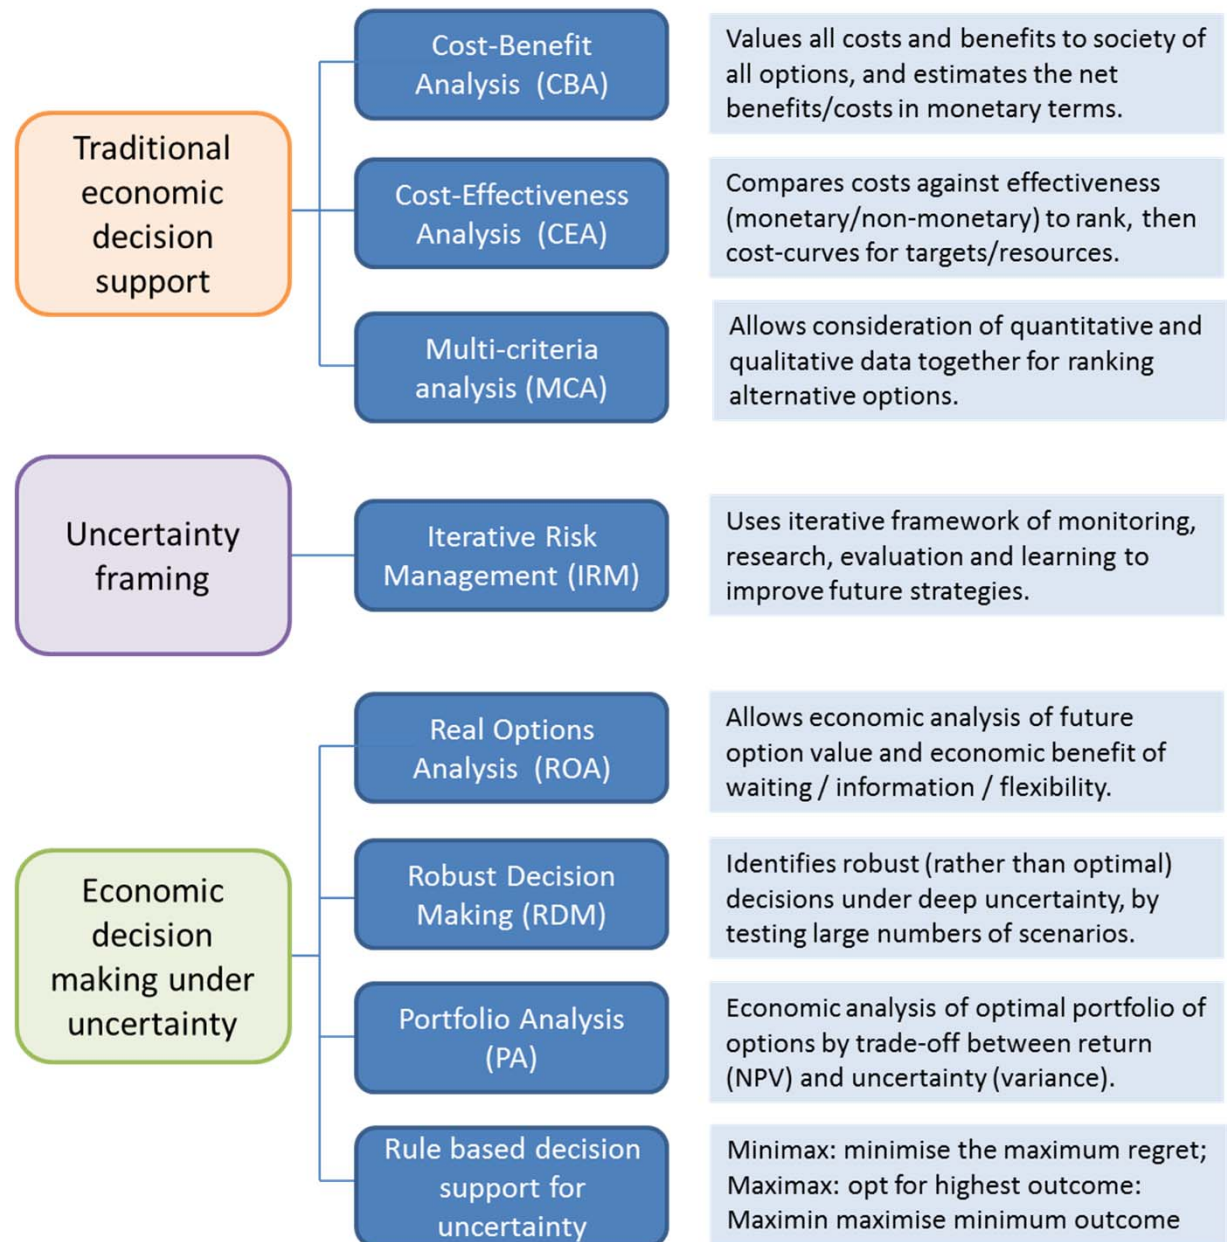 Traditional
economic
decision
support
Cost-Benefit
Analysis (CBA)
Values all costs and benefits to society of
all options, and estimates the net
benefits/costs in monetary terms.
Cost-Effectiveness
Analysis (CEA)
Compares costs against effectiveness
(monetary/non-monetary) to rank, then
cost-curves for targets/resources.
Multi-criteria
analysis (MCA)
Allows consideration of quantitative and
qualitative data together for ranking
alternative options.
Uncertainty
framing
Iterative Risk
Management (IRM)
Uses iterative framework of monitoring,
research, evaluation and learning to
improve future strategies.
Economic
decision
making under
uncertainty
Real Options
Analysis (ROA)
Allows economic analysis of future
option value and economic benefit of
waiting / information / flexibility.
Robust Decision
Making (RDM)
Identifies robust (rather than optimal)
decisions under deep uncertainty, by
testing large numbers of scenarios.
Portfolio Analysis
(PA)
Economic analysis of optimal portfolio of
options by trade-off between return
(NPV) and uncertainty (variance).
Rule based decision
support for
uncertainty
Minimax: minimise the maximum regret;
Maximax: opt for highest outcome:
Maximin maximise minimum outcome